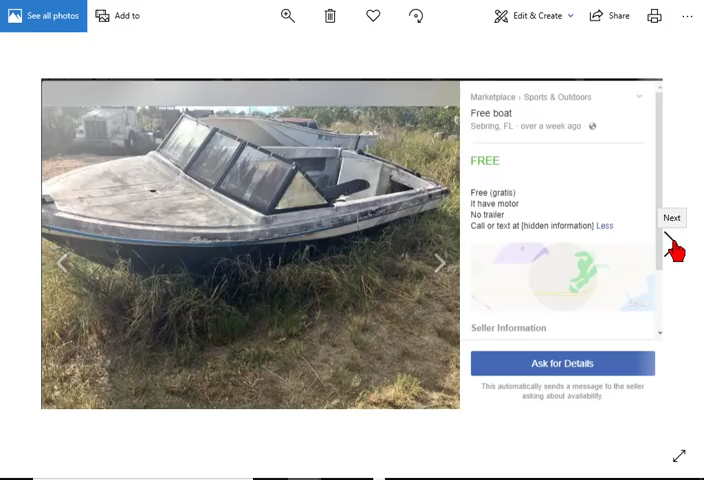 See all photos
Add to
Edit & Create
Share
Marketplace › Sports & Outdoors
Free boat
Sebring, FL · over a week ago ·
FREE
Free (gratis)
It have motor
No trailer
Call or text at [hidden information] Less
Next
Seller Information
Ask for Details
This automatically sends a message to the seller
asking about availability.